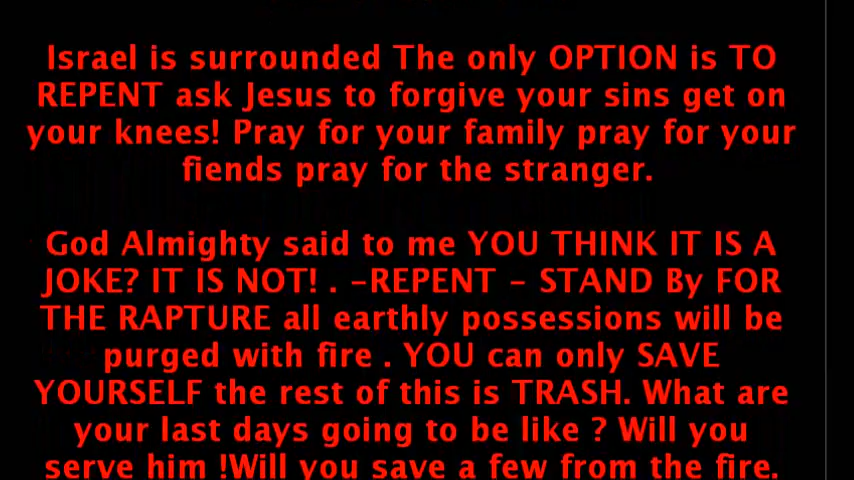 Israel is surrounded The only OPTION is TO
REPENT ask Jesus to forgive your sins get on
your knees! Pray for your family pray for your
fiends pray for the stranger.
God Almighty said to me YOU THINK IT IS A
JOKE? IT IS NOT! . -REPENT - STAND By FOR
THE RAPTURE all earthly possessions will be
purged with fire . YOU can only SAVE
YOURSELF the rest of this is TRASH. What are
your last days going to be like ? Will you
serve him !Will you save a few from the fire.